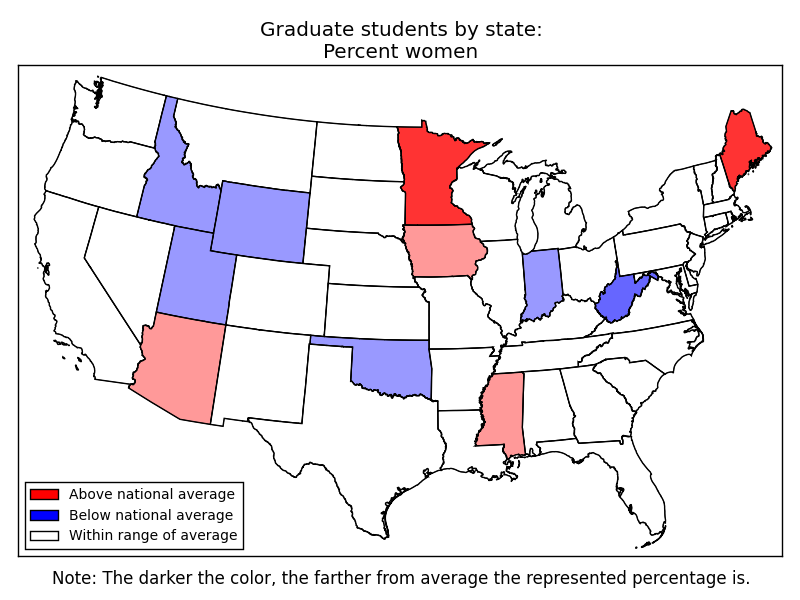 Graduate students by state:
Percent women
Above national average
Below national average
Within range of average
Note: The darker the color, the farther from average the represented percentage is.